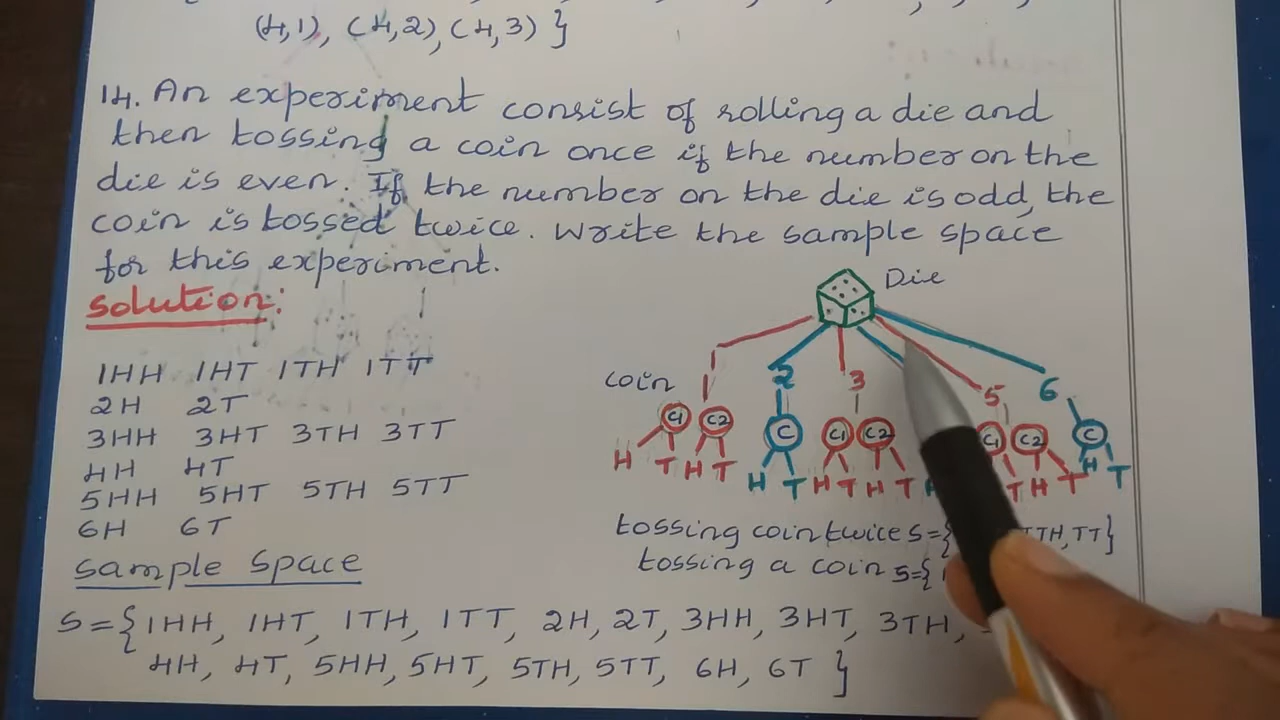 (4,1), (4,2), (4,3) }
14. An experiment consist of rolling a die and
then tossing a coin once if the number on the
die is even. If the number on the die is odd, the
coin is tossed twice. Write the sample space
for this experiment.
Solution:
Die
1HH 1HT 1TH 1TT
2H 2T
3HH 3HT 3TH 3TT
4H 4T
5HH 5HT 5TH 5TT
6H 6T
coin
2 3 5 6
C1 C2 C C1 C2 C1 C2 C
H T H T H T H T H T T H T H T
tossing coin twice S={ TH, TT}
tossing a coin S={
Sample Space
S={1HH, 1HT, 1TH, 1TT, 2H, 2T, 3HH, 3HT, 3TH,
4H, 4T, 5HH, 5HT, 5TH, 5TT, 6H, 6T }